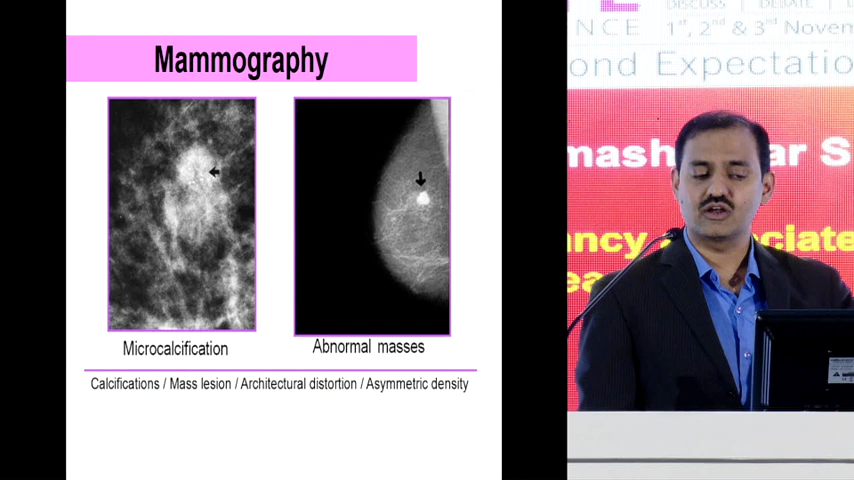 Mammography
Microcalcification
Abnormal masses
Calcifications / Mass lesion / Architectural distortion / Asymmetric density
DISCUSS | DEBATE |
NCE 1st, 2nd & 3rd Novem
ond Expectatio
mash
ar S
ancy
ociate